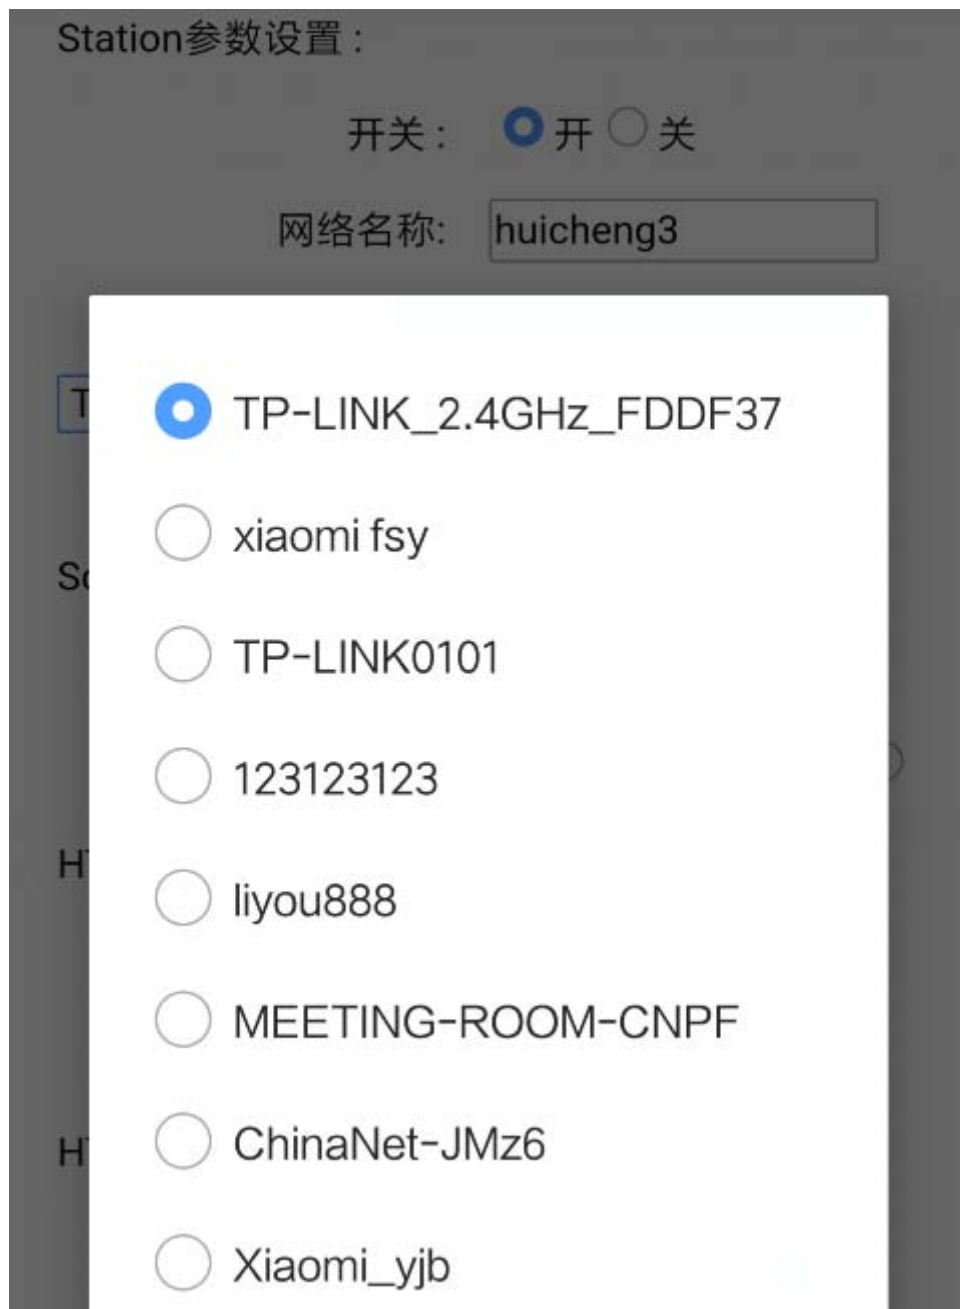 Station参数设置 :
开关 : 开 关
网络名称: huicheng3
TP-LINK_2.4GHz_FDDF37
xiaomi fsy
TP-LINK0101
123123123
liyou888
MEETING-ROOM-CNPF
ChinaNet-JMz6
Xiaomi_yjb